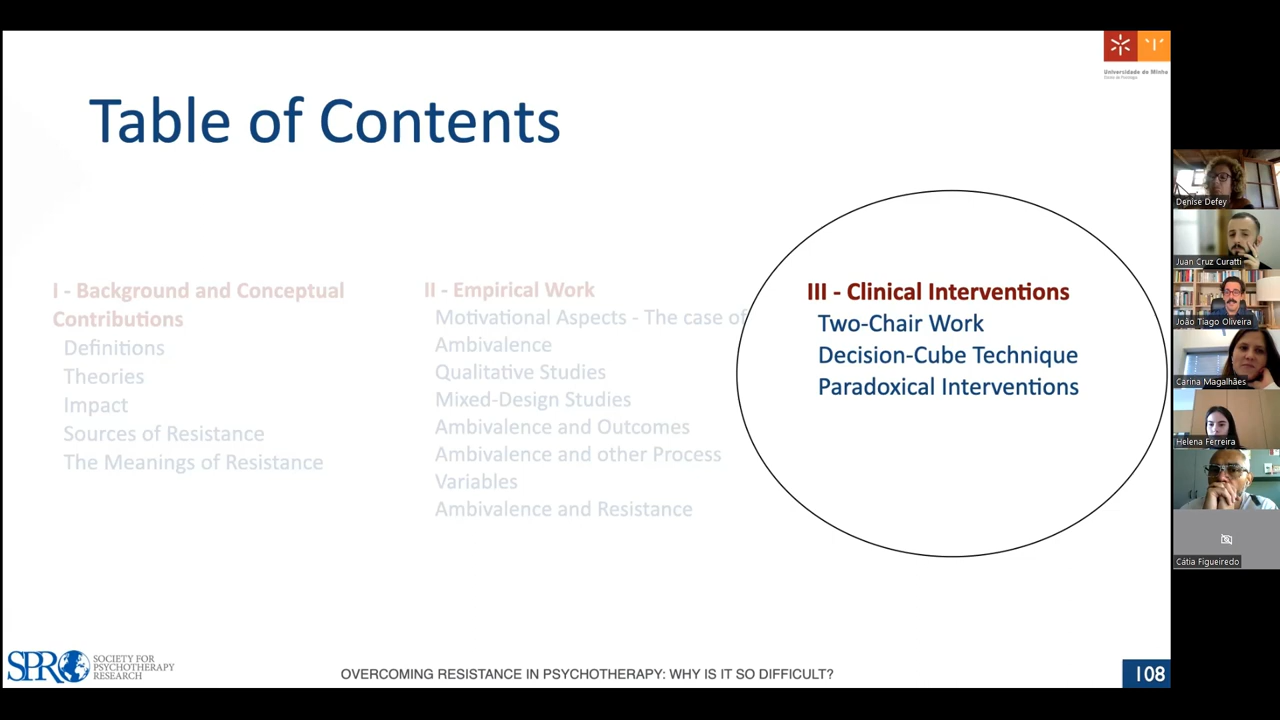 Universidade do Minho
Table of Contents
I - Background and Conceptual
Contributions
Definitions
Theories
Impact
Sources of Resistance
The Meanings of Resistance
II - Empirical Work
Motivational Aspects - The case of
Ambivalence
Qualitative Studies
Mixed-Design Studies
Ambivalence and Outcomes
Ambivalence and other Process
Variables
Ambivalence and Resistance
III - Clinical Interventions
Two-Chair Work
Decision-Cube Technique
Paradoxical Interventions
SPR
SOCIETY FOR
PSYCHOTHERAPY
RESEARCH
OVERCOMING RESISTANCE IN PSYCHOTHERAPY: WHY IS IT SO DIFFICULT?
108
Denise Defey
Juan Cruz Curatti
João Tiago Oliveira
Carina Magalhães
Helena Ferreira
Cátia Figueiredo